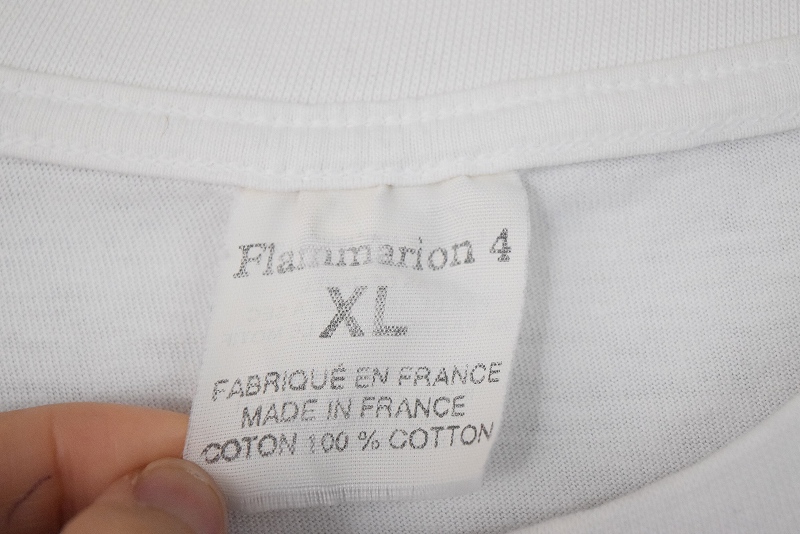 Flammarion 4
XL
FABRIQUÉ EN FRANCE
MADE IN FRANCE
COTON 100 % COTTON